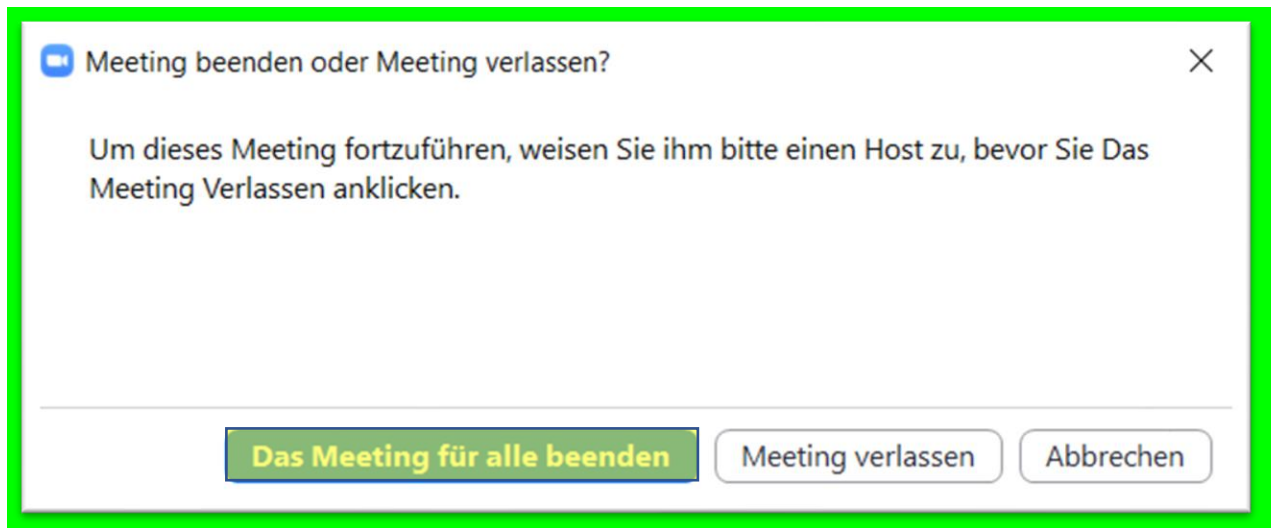 Meeting beenden oder Meeting verlassen?
Um dieses Meeting fortzuführen, weisen Sie ihm bitte einen Host zu, bevor Sie Das
Meeting Verlassen anklicken.
Das Meeting für alle beenden
Meeting verlassen
Abbrechen